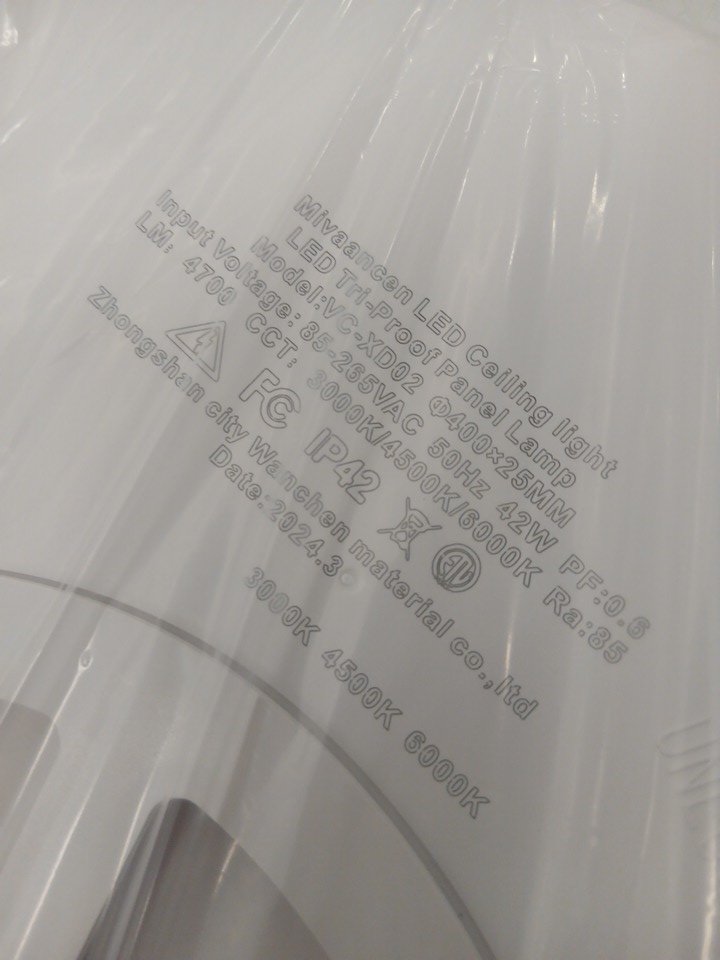 Mivaancen LED Ceiling light
LED Tri-Proof Panel Lamp
Model:VC-XD02 Φ400×25MM
Input Voltage: 85-265VAC 50Hz 42W PF:0.6
LM: 4700 CCT: 3000K/4500K/6000K Ra:85
FC IP42
Zhongshan city Wanchen material co.,ltd
Date:2024.3
3000K 4500K 6000K